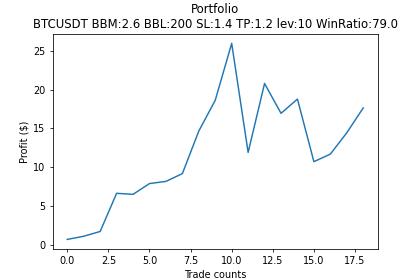 Portfolio
BTCUSDT BBM:2.6 BBL:200 SL:1.4 TP:1.2 lev:10 WinRatio:79.0
Profit ($)
25
20
15
10
5
0
0.0 2.5 5.0 7.5 10.0 12.5 15.0 17.5
Trade counts